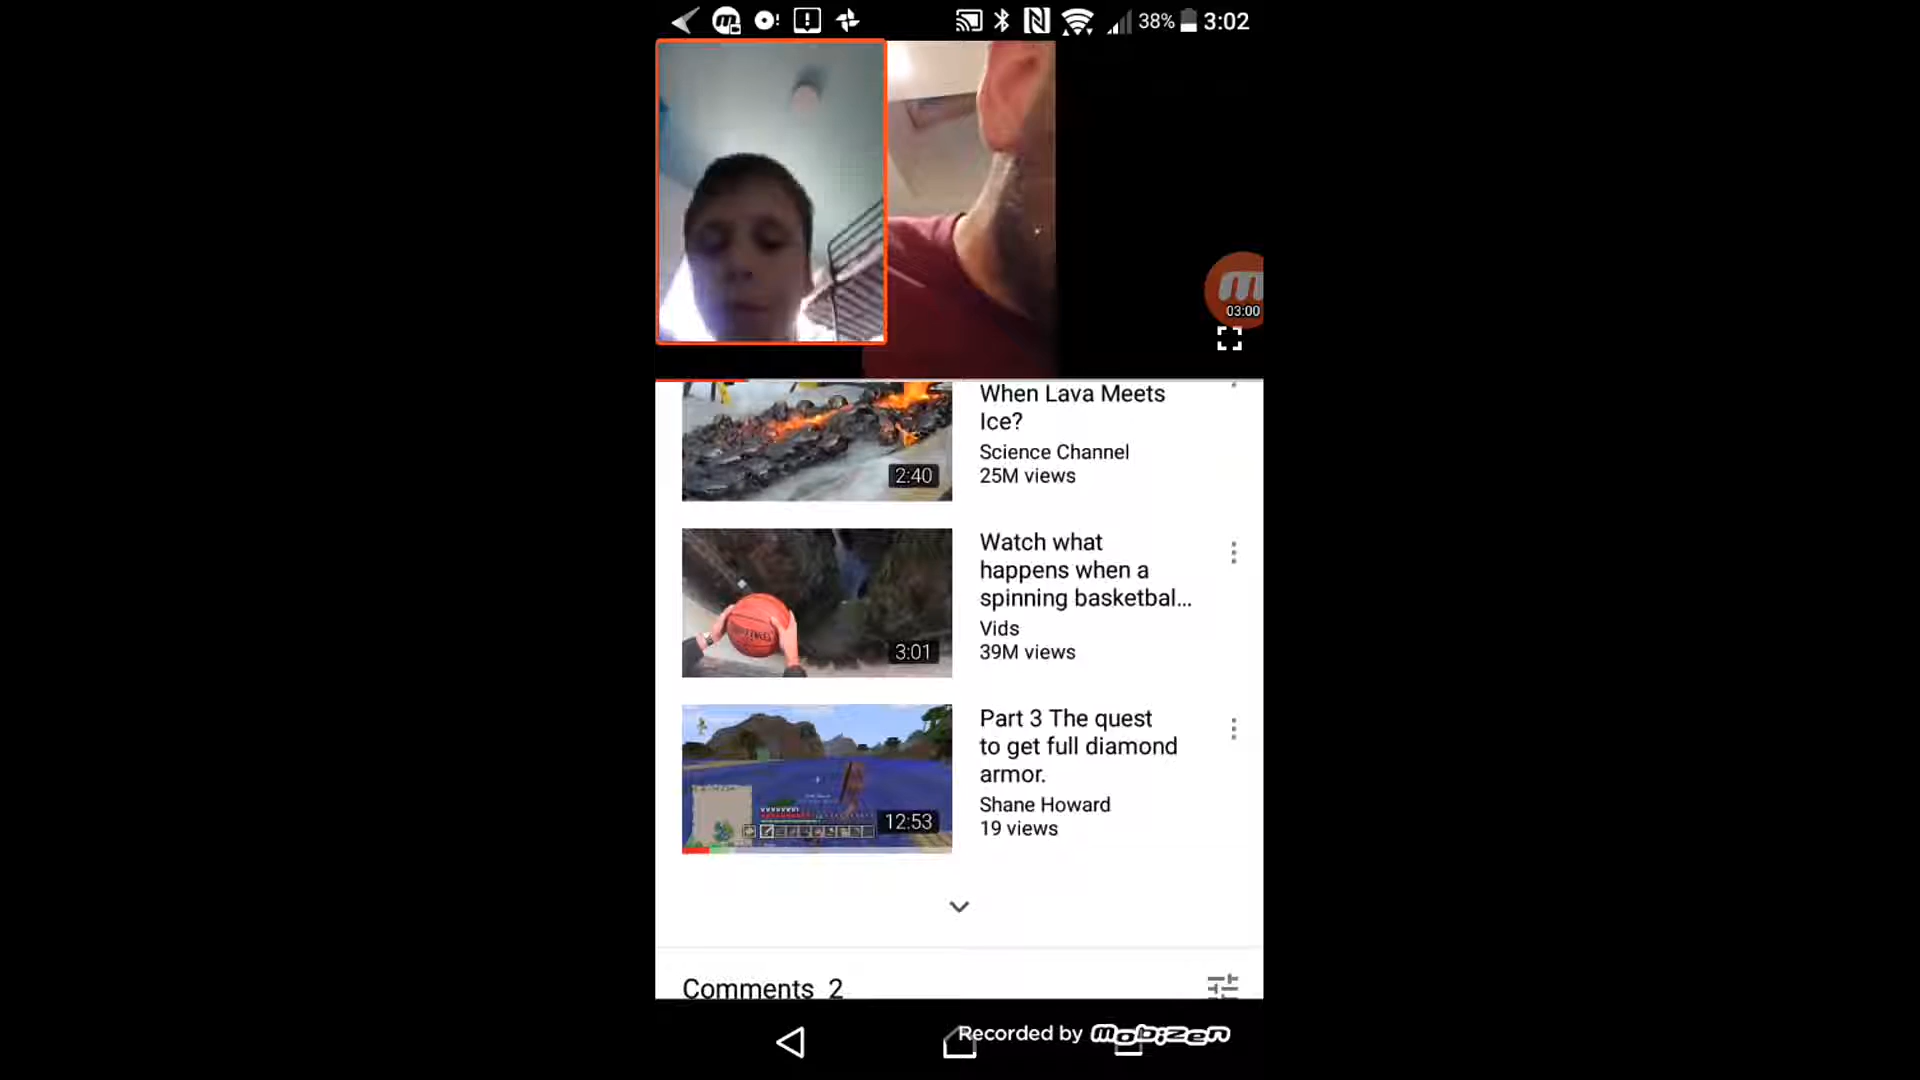 38% 3:02
03:00
When Lava Meets
Ice?
Science Channel
25M views
2:40
Watch what
happens when a
spinning basketbal...
Vids
39M views
3:01
Part 3 The quest
to get full diamond
armor.
Shane Howard
19 views
12:53
Comments 2
Recorded by Mobizen